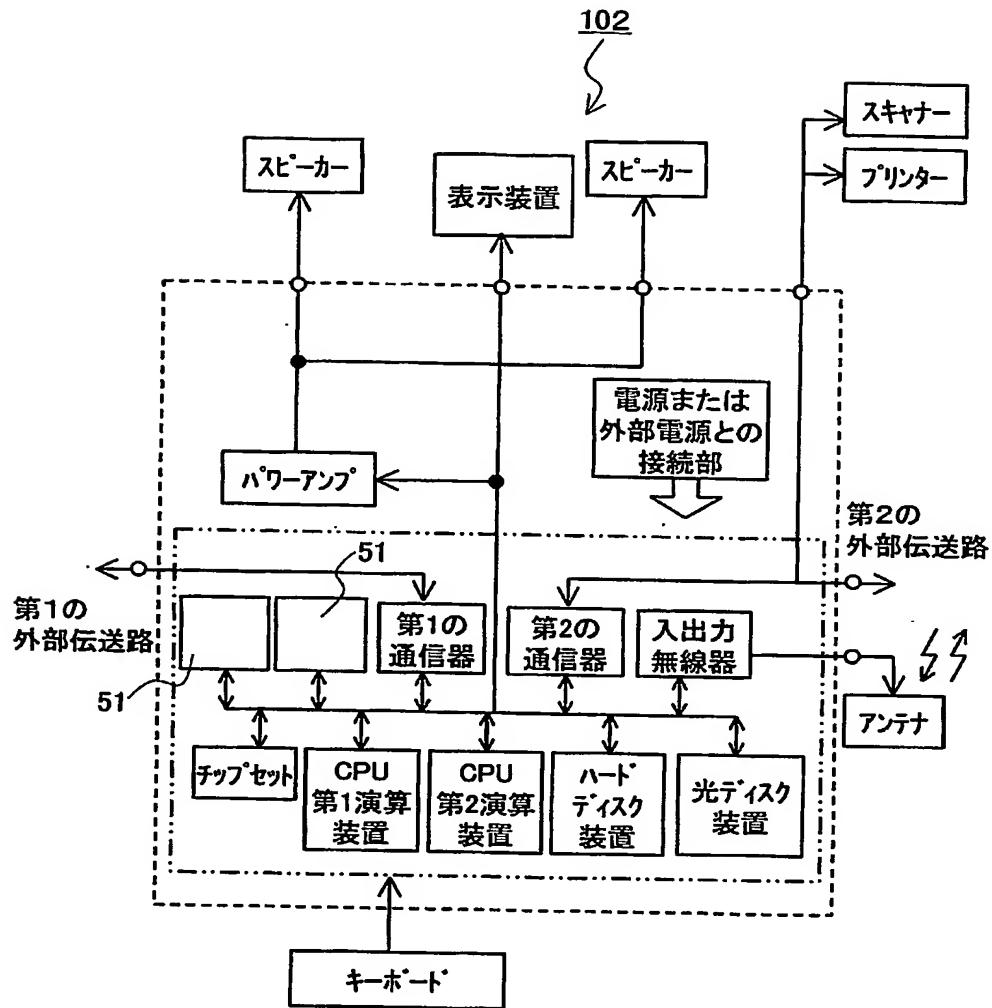 102
スキャナー
スピーカー
スピーカー
プリンター
表示装置
電源または
外部電源との
接続部
パワーアンプ
第2の
外部伝送路
51
第1の
外部伝送路
第1の
通信器
第2の
通信器
入出力
無線器
51
アンテナ
チップセット
CPU
第1演算
装置
CPU
第2演算
装置
ハード
ディスク
装置
光ディスク
装置
キーボード